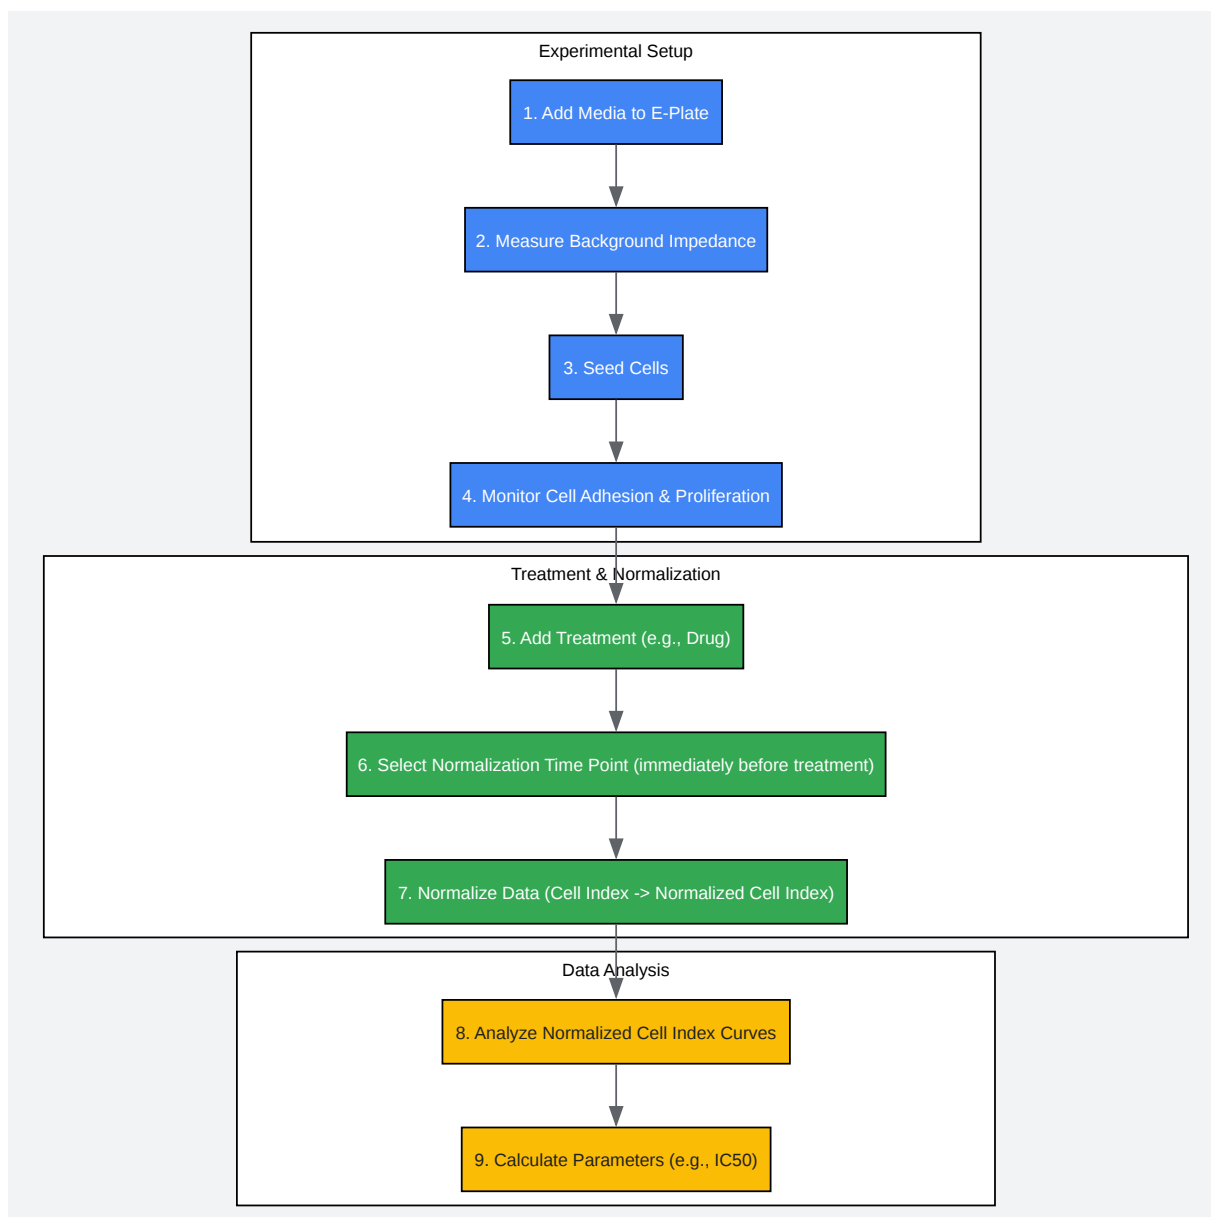 Experimental Setup
1. Add Media to E-Plate
2. Measure Background Impedance
3. Seed Cells
4. Monitor Cell Adhesion & Proliferation
Treatment & Normalization
5. Add Treatment (e.g., Drug)
6. Select Normalization Time Point (immediately before treatment)
7. Normalize Data (Cell Index -> Normalized Cell Index)
Data Analysis
8. Analyze Normalized Cell Index Curves
9. Calculate Parameters (e.g., IC50)